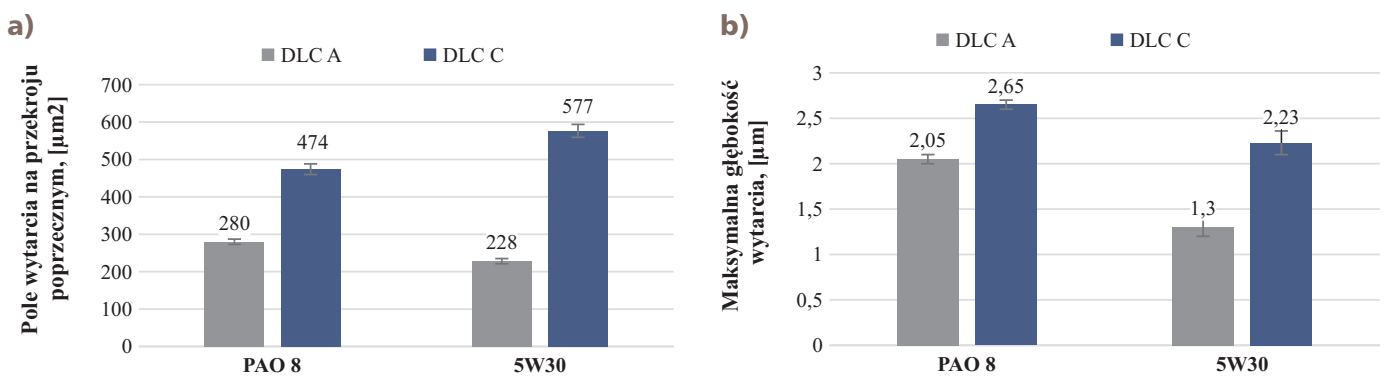 a)
DLC A
DLC C
Pole wytarcia na przekroju
poprzecznym, [µm2]
700
600
500
400
300
200
100
0
280
474
228
577
PAO 8
5W30
b)
DLC A
DLC C
Maksymalna głębokość
wytarcia, [µm]
3
2,5
2
1,5
1
0,5
0
2,05
2,65
1,3
2,23
PAO 8
5W30